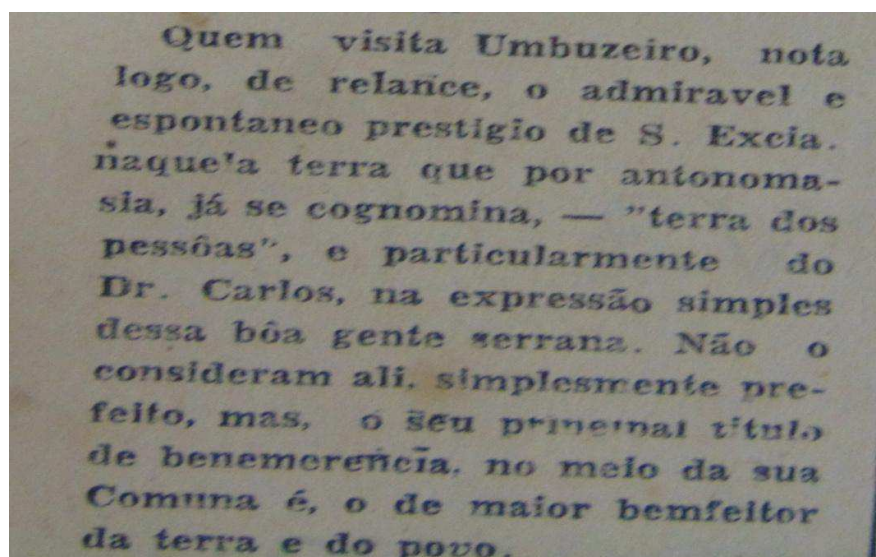 Quem visita Umbuzeiro, nota
logo, de relance, o admiravel e
espontaneo prestigio de S. Excia.
naquela terra que por antonoma-
sia, já se cognomina, — "terra dos
pessôas", e particularmente do
Dr. Carlos, na expressão simples
dessa bôa gente serrana. Não o
consideram ali, simplesmente pre-
feito, mas, o seu principal titulo
de benemerencia, no meio da sua
Comuna é, o de maior bemfeitor
da terra e do povo.